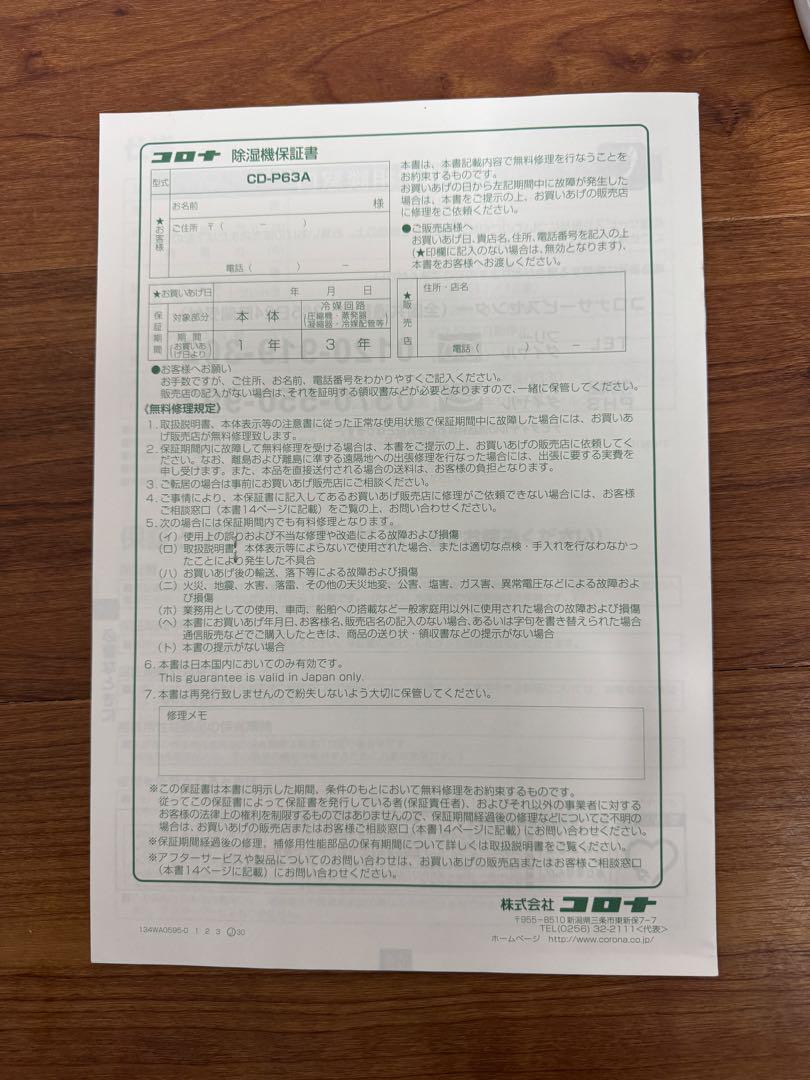 コロナ 除湿機保証書
型式 CD-P63A
★お客様
お名前 様
ご住所 〒( － )
電話( ) －
本書は、本書記載内容で無料修理を行なうことを
お約束するものです。
お買いあげの日から左記期間中に故障が発生した
場合は、本書をご提示の上、お買いあげの販売店
に修理をご依頼ください。
●ご販売店様へ
お買いあげ日、貴店名、住所、電話番号を記入の上
(★印欄に記入のない場合は、無効となります)、
本書をお客様へお渡しください。
★お買いあげ日 年 月 日
保証期間
対象部分 本体 冷媒回路
(圧縮機・蒸発器
凝縮器・冷媒配管等)
期間
(お買いあ
げ日より) 1年 3年
★販売店
住所・店名
電話( ) －
●お客様へお願い
お手数ですが、ご住所、お名前、電話番号をわかりやすくご記入ください。
販売店の記入がない場合は、それを証明する領収書などが必要となりますので、一緒に保管してください。
《無料修理規定》
1. 取扱説明書、本体表示等の注意書に従った正常な使用状態で保証期間中に故障した場合には、お買いあ
げ販売店が無料修理致します。
2. 保証期間内に故障して無料修理を受ける場合は、本書をご提示の上、お買いあげの販売店に依頼してく
ださい。なお、離島および離島に準ずる遠隔地への出張修理を行なった場合には、出張に要する実費を
申し受けます。また、本品を直接送付される場合の送料は、お客様の負担となります。
3. ご転居の場合は事前にお買いあげ販売店にご相談ください。
4. ご事情により、本保証書に記入してあるお買いあげ販売店に修理がご依頼できない場合には、お客様
ご相談窓口(本書14ページに記載)をご覧の上、お問い合わせください。
5. 次の場合には保証期間内でも有料修理となります。
(イ) 使用上の誤りおよび不当な修理や改造による故障および損傷
(ロ) 取扱説明書、本体表示等によらないで使用された場合、または適切な点検・手入れを行なわなかっ
たことにより発生した不具合
(ハ) お買いあげ後の輸送、落下等による故障および損傷
(ニ) 火災、地震、水害、落雷、その他の天災地変、公害、塩害、ガス害、異常電圧などによる故障およ
び損傷
(ホ) 業務用としての使用、車両、船舶への搭載など一般家庭用以外に使用された場合の故障および損傷
(ヘ) 本書にお買いあげ年月日、お客様名、販売店名の記入のない場合、あるいは字句を書き替えられた場合
通信販売などでご購入したときは、商品の送り状・領収書などの提示がない場合
(ト) 本書の提示がない場合
6. 本書は日本国内においてのみ有効です。
This guarantee is valid in Japan only.
7. 本書は再発行致しませんので紛失しないよう大切に保管してください。
修理メモ
※この保証書は本書に明示した期間、条件のもとにおいて無料修理をお約束するものです。
従ってこの保証書によって保証書を発行している者(保証責任者)、およびそれ以外の事業者に対する
お客様の法律上の権利を制限するものではありませんので、保証期間経過後の修理などについてご不明の
場合は、お買いあげの販売店またはお客様ご相談窓口(本書14ページに記載)にお問い合わせください。
※保証期間経過後の修理、補修用性能部品の保有期間について詳しくは取扱説明書をご覧ください。
※アフターサービスや製品についてのお問い合わせは、お買いあげの販売店またはお客様ご相談窓口
(本書14ページに記載)にお問い合わせください。
株式会社 コロナ
〒955-8510 新潟県三条市東新保7-7
TEL(0256) 32-2111<代表>
ホームページ http://www.corona.co.jp/
134WA0595-0 1 2 3 Ⓙ30